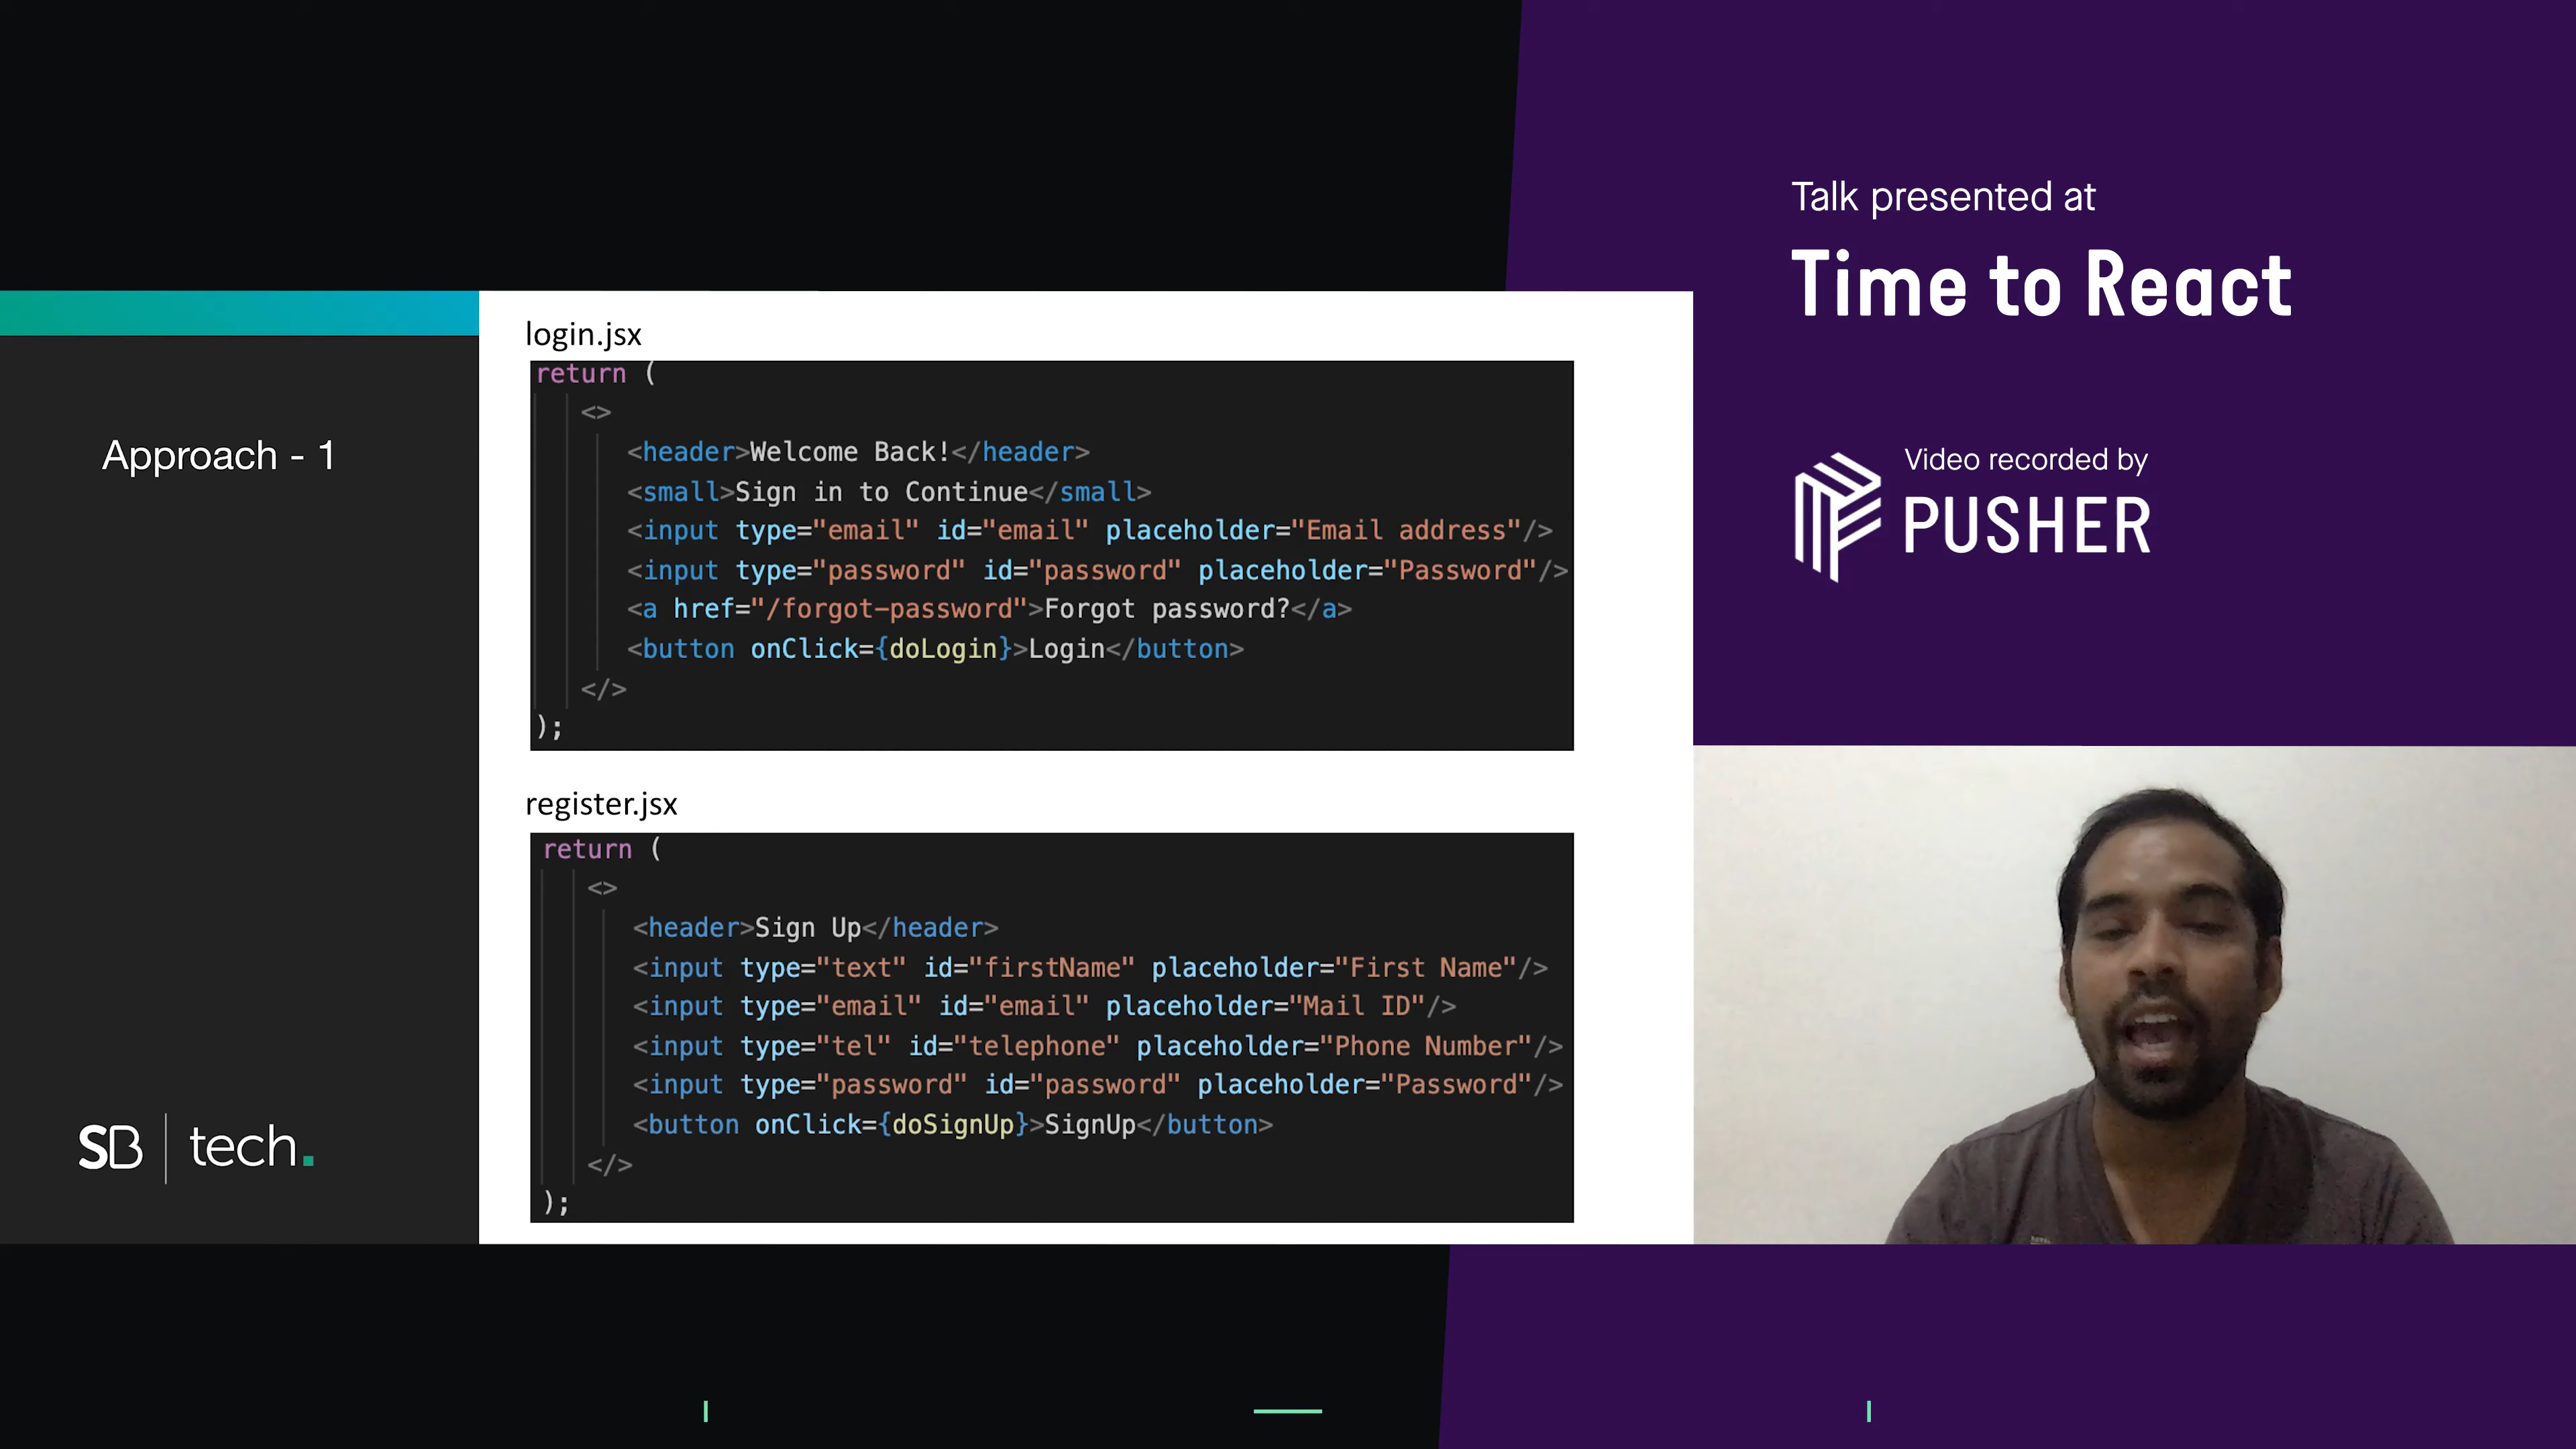 Approach - 1
SB | tech.
login.jsx
return (
<>
<header>Welcome Back!</header>
<small>Sign in to Continue</small>
<input type="email" id="email" placeholder="Email address"/>
<input type="password" id="password" placeholder="Password"/>
<a href="/forgot-password">Forgot password?</a>
<button onClick={doLogin}>Login</button>
</>
);
register.jsx
return (
<>
<header>Sign Up</header>
<input type="text" id="firstName" placeholder="First Name"/>
<input type="email" id="email" placeholder="Mail ID"/>
<input type="tel" id="telephone" placeholder="Phone Number"/>
<input type="password" id="password" placeholder="Password"/>
<button onClick={doSignUp}>SignUp</button>
</>
);
Talk presented at
Time to React
Video recorded by
PUSHER